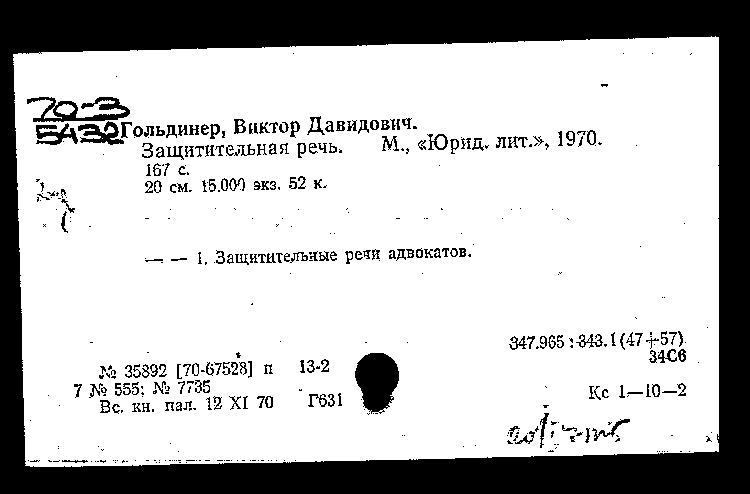 70-3
5432
Гольдинер, Виктор Давидович.
Защитительная речь. М., «Юрид. лит.», 1970.
167 с.
20 см. 15.000 экз. 52 к.
— — 1. Защитительные речи адвокатов.
347.965 : 343.1 (47+57)
34С6
№ 35892 [70-67528] п 13-2
7 № 555; № 7735
Вс. кн. пал. 12 XI 70 Г631
Кс 1—10—2